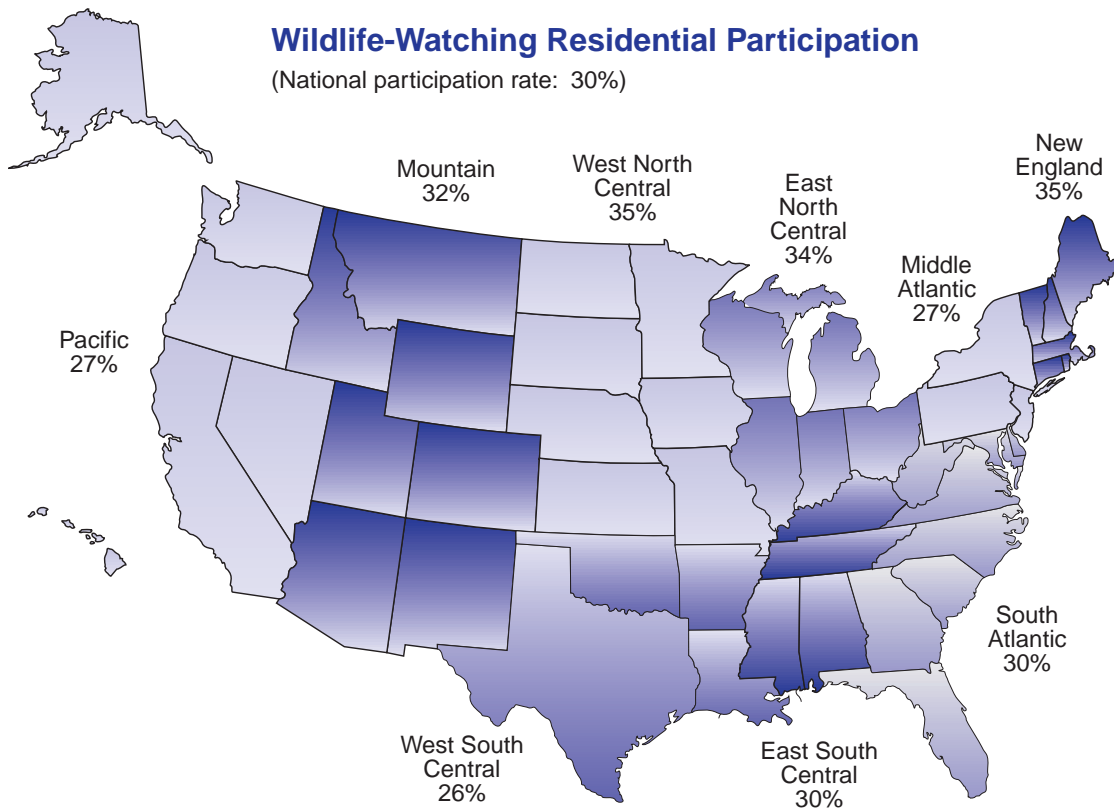 Wildlife-Watching Residential Participation
(National participation rate: 30%)
New
England
35%
West North
Central
35%
Mountain
32%
East
North
Central
34%
Middle
Atlantic
27%
Pacific
27%
South
Atlantic
30%
West South
Central
26%
East South
Central
30%